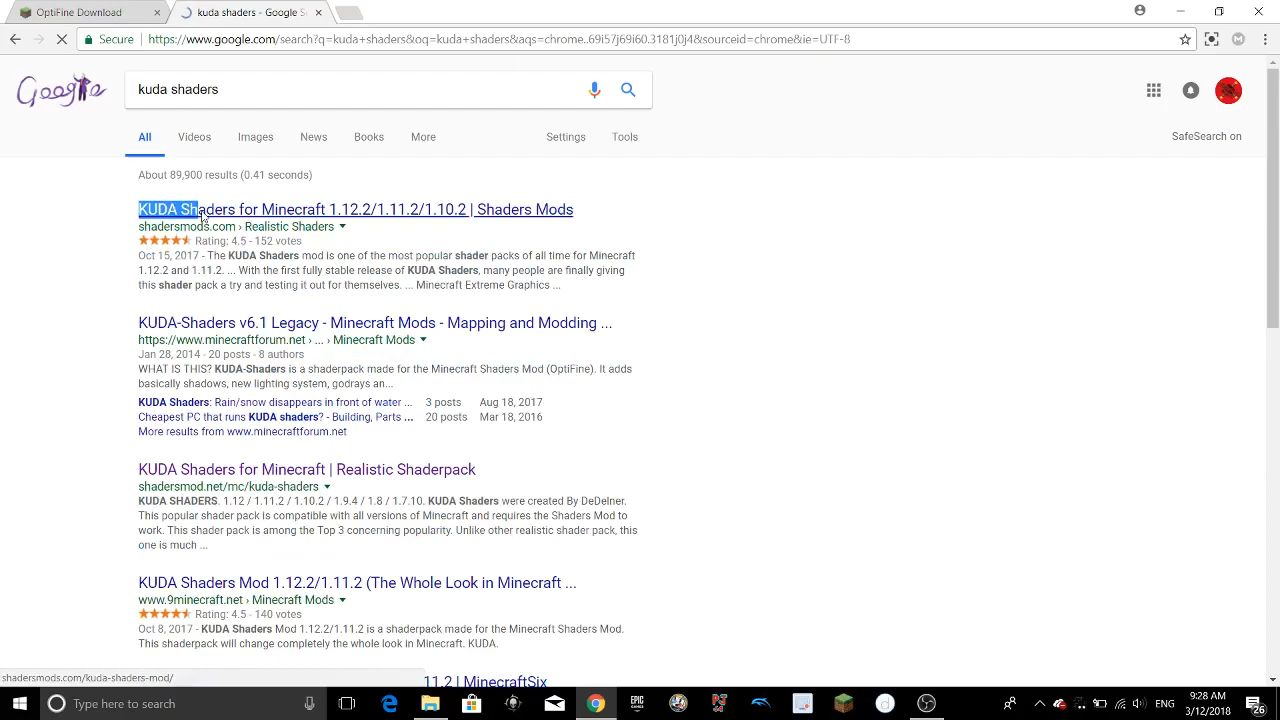 OptiFine Download
kuda shaders - Google S
Secure
https://www.google.com/search?q=kuda+shaders&oq=kuda+shaders&aqs=chrome..69i57j69i60.3181j0j4&sourceid=chrome&ie=UTF-8
Google
kuda shaders
All Videos Images News Books More Settings Tools
SafeSearch on
About 89,900 results (0.41 seconds)
KUDA Shaders for Minecraft 1.12.2/1.11.2/1.10.2 | Shaders Mods
shadersmods.com › Realistic Shaders
Rating: 4.5 - 152 votes
Oct 15, 2017 - The KUDA Shaders mod is one of the most popular shader packs of all time for Minecraft
1.12.2 and 1.11.2. ... With the first fully stable release of KUDA Shaders, many people are finally giving
this shader pack a try and testing it out for themselves. ... Minecraft Extreme Graphics ...
KUDA-Shaders v6.1 Legacy - Minecraft Mods - Mapping and Modding ...
https://www.minecraftforum.net › ... › Minecraft Mods
Jan 28, 2014 - 20 posts - 8 authors
WHAT IS THIS? KUDA-Shaders is a shaderpack made for the Minecraft Shaders Mod (OptiFine). It adds
basically shadows, new lighting system, godrays an...
KUDA Shaders: Rain/snow disappears in front of water ... 3 posts Aug 18, 2017
Cheapest PC that runs KUDA shaders? - Building, Parts ... 20 posts Mar 18, 2016
More results from www.minecraftforum.net
KUDA Shaders for Minecraft | Realistic Shaderpack
shadersmod.net/mc/kuda-shaders
KUDA SHADERS. 1.12 / 1.11.2 / 1.10.2 / 1.9.4 / 1.8 / 1.7.10. KUDA Shaders were created By DeDelner.
This popular shader pack is compatible with all versions of Minecraft and requires the Shaders Mod to
work. This shader pack is among the Top 3 concerning popularity. Unlike other realistic shader pack, this
one is much ...
KUDA Shaders Mod 1.12.2/1.11.2 (The Whole Look in Minecraft ...
www.9minecraft.net › Minecraft Mods
Rating: 4.5 - 140 votes
Oct 8, 2017 - KUDA Shaders Mod 1.12.2/1.11.2 is a shaderpack made for the Minecraft Shaders Mod.
This shaderpack will change completely the whole look in Minecraft. KUDA.
shadersmods.com/kuda-shaders-mod/
11.2 | MinecraftSix
Type here to search
EPIC GAMES
ENG
9:28 AM
3/12/2018
26